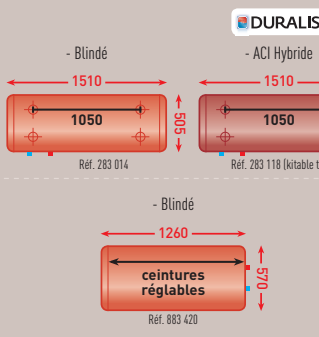 DURALIS
- Blindé
- ACI Hybride
1510
1510
1050
505
1050
Réf. 283 014
Réf. 283 118 (kitable t
- Blindé
1260
ceintures
réglables
570
Réf. 883 420